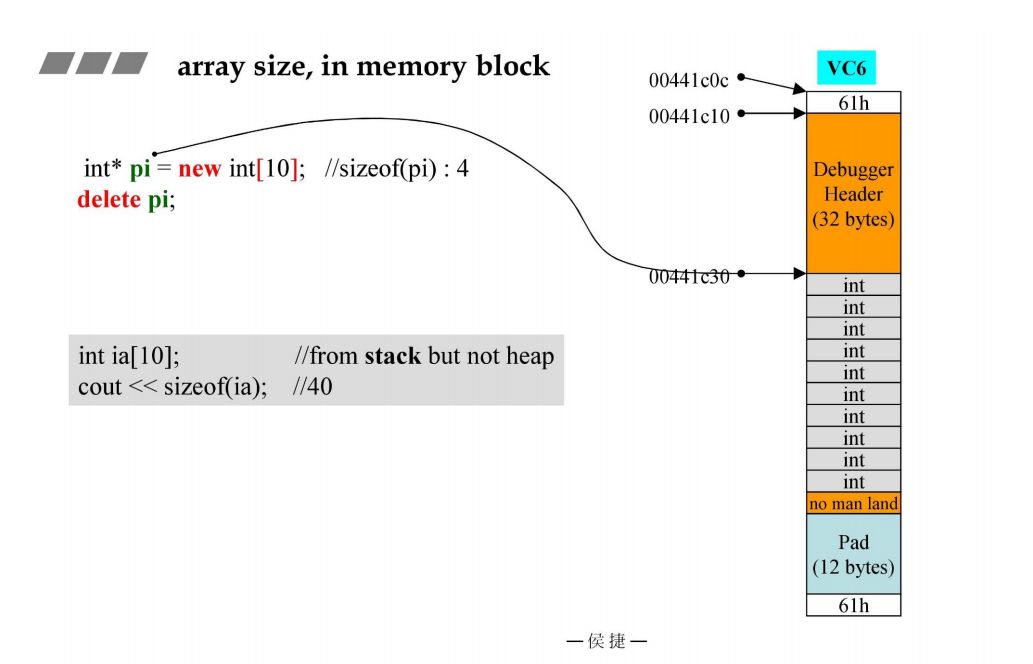 array size, in memory block
int* pi = new int[10]; //sizeof(pi) : 4
delete pi;
int ia[10]; //from stack but not heap
cout << sizeof(ia); //40
VC6
00441c0c
61h
00441c10
Debugger
Header
(32 bytes)
00441c30
int
int
int
int
int
int
int
int
int
int
no man land
Pad
(12 bytes)
61h
— 侯捷 —